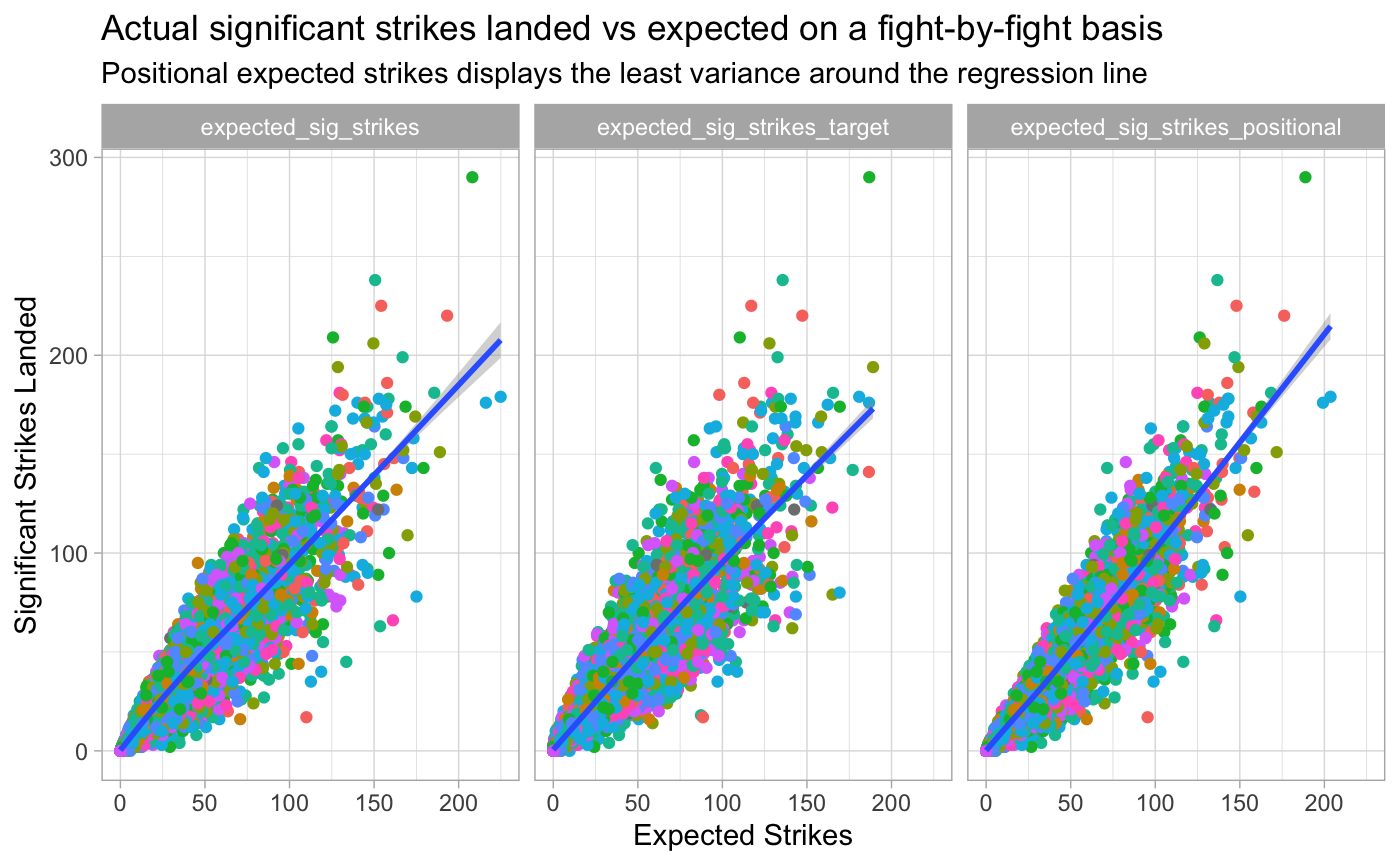 Actual significant strikes landed vs expected on a fight-by-fight basis
Positional expected strikes displays the least variance around the regression line
expected_sig_strikes
expected_sig_strikes_target
expected_sig_strikes_positional
Significant Strikes Landed
300
200
100
0
0 50 100 150 200
0 50 100 150 200
0 50 100 150 200
Expected Strikes